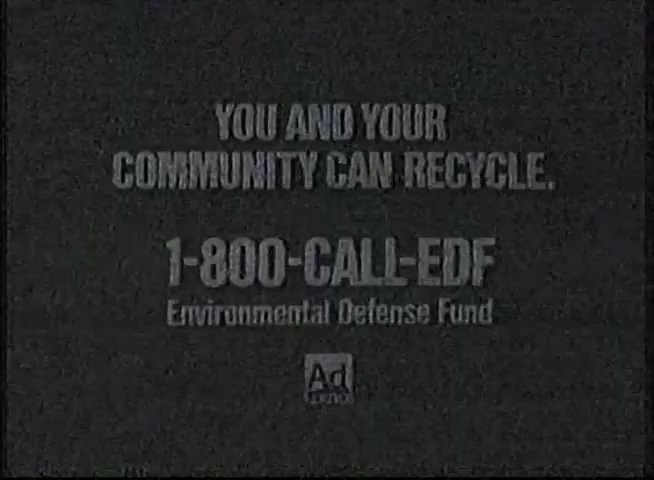 YOU AND YOUR
COMMUNITY CAN RECYCLE.
1-800-CALL-EDF
Environmental Defense Fund
Ad